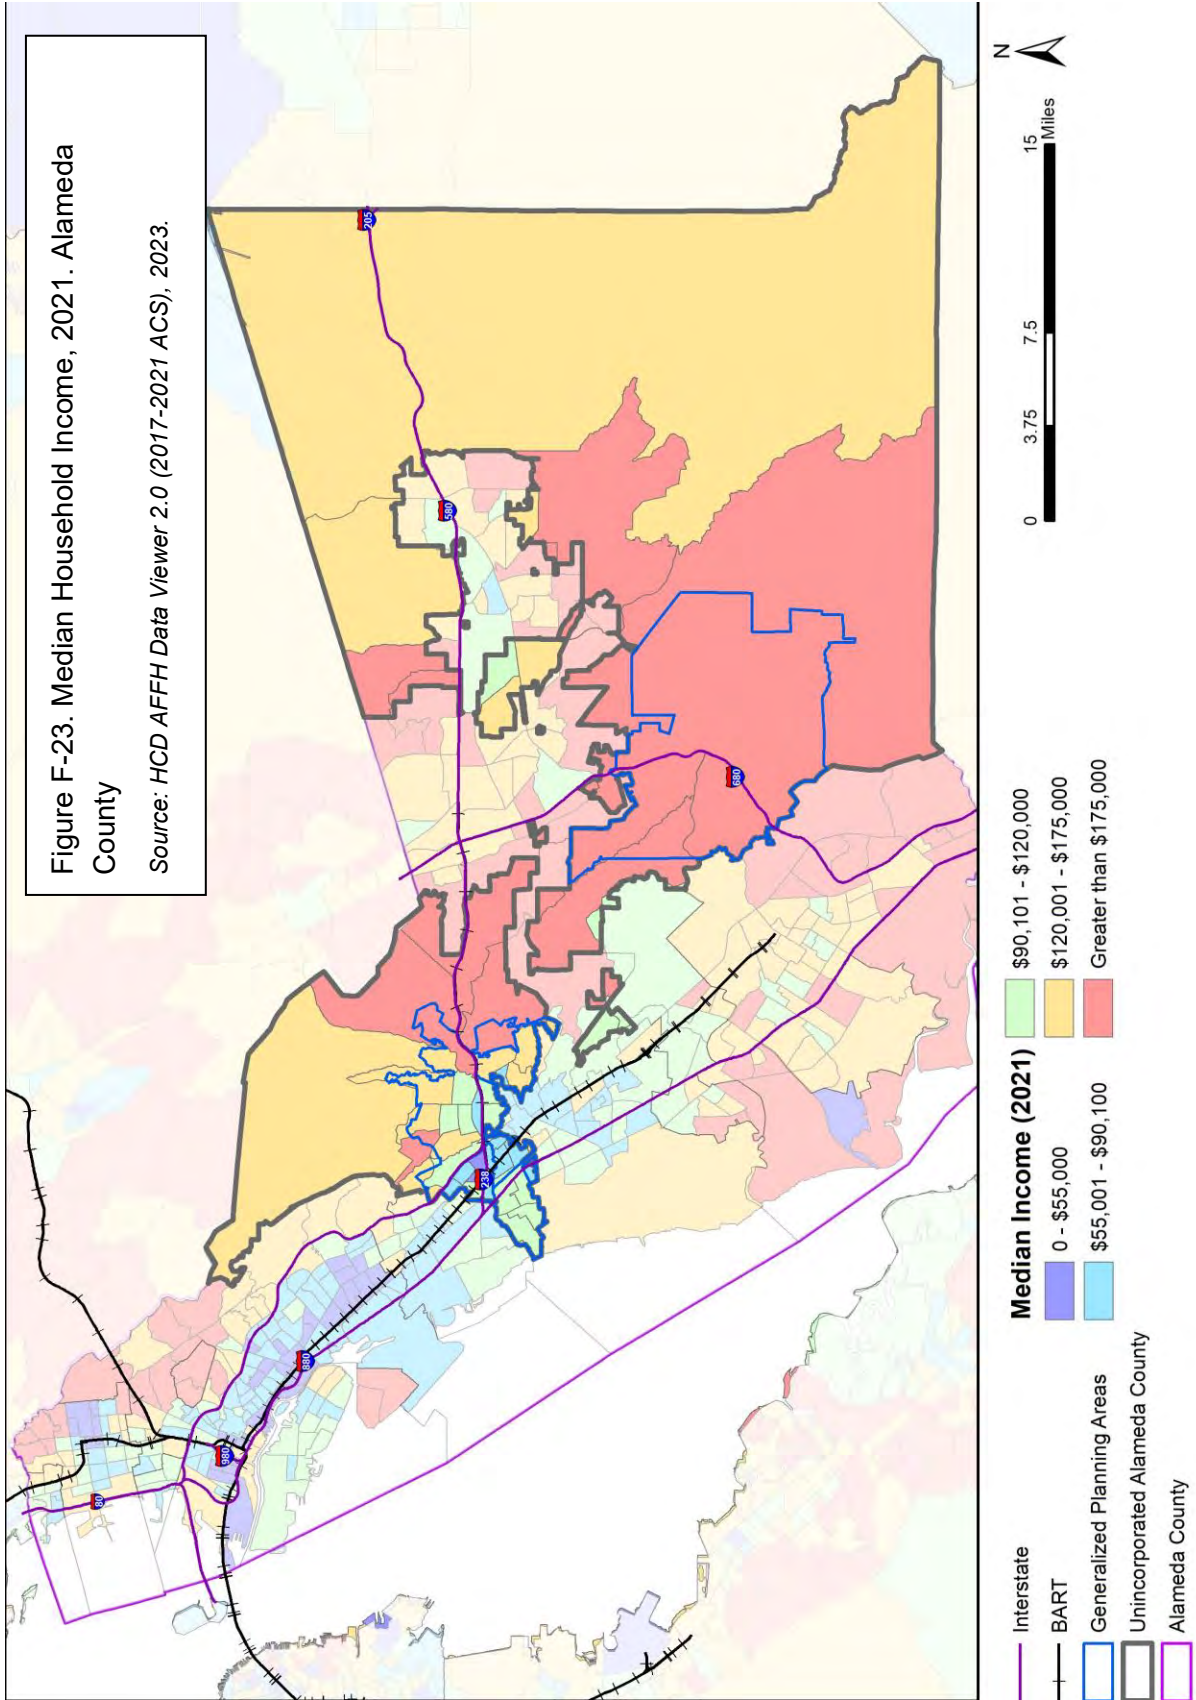 Figure F-23. Median Household Income, 2021. Alameda
County
Source: HCD AFFH Data Viewer 2.0 (2017-2021 ACS), 2023.
80
980
880
238
580
205
680
Interstate
BART
Generalized Planning Areas
Unincorporated Alameda County
Alameda County
Median Income (2021)
0 - $55,000
$55,001 - $90,100
$90,101 - $120,000
$120,001 - $175,000
Greater than $175,000
0 3.75 7.5 15
Miles
N